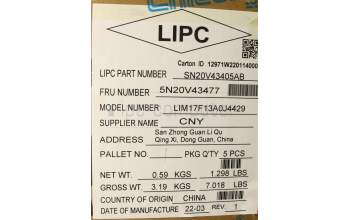 LIPC
Carton ID 12971W220114000
LIPC PART NUMBER SN20V43405AB
FRU NUMBER 5N20V43477
MODEL NUMBER LIM17F13A0J4429
SUPPLIER NAME CNY
ADDRESS San Zhong Guan Li Qu
Qing Xi, Dong Guan, China
PALLET NO. PKG Q'TY 5 PCS
NET WT. 0.59 KGS 1.298 LBS
GROSS WT. 3.19 KGS 7.018 LBS
COUNTRY OF ORIGIN CHINA
DATE OF MANUFACTURE 22-03 REV. 1